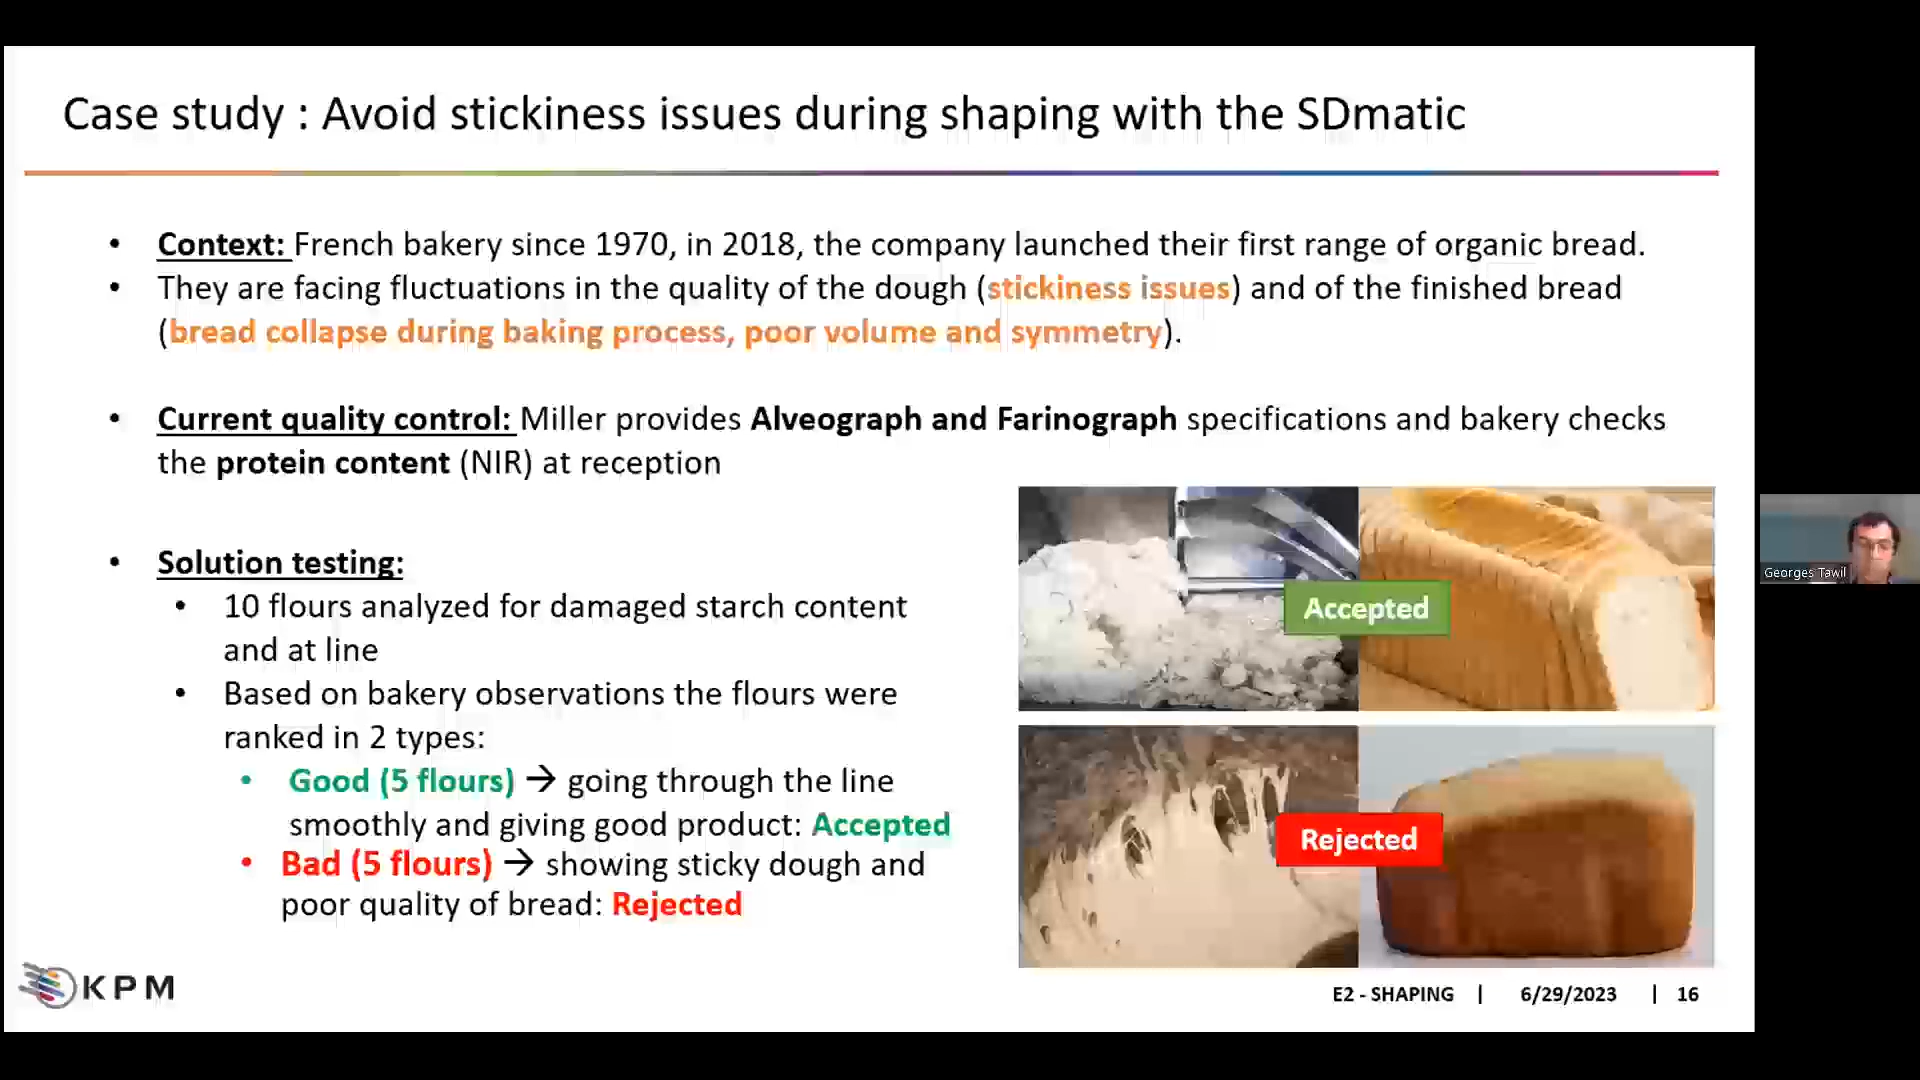 Case study : Avoid stickiness issues during shaping with the SDmatic
• Context: French bakery since 1970, in 2018, the company launched their first range of organic bread.
• They are facing fluctuations in the quality of the dough (stickiness issues) and of the finished bread
(bread collapse during baking process, poor volume and symmetry).
• Current quality control: Miller provides Alveograph and Farinograph specifications and bakery checks
the protein content (NIR) at reception
• Solution testing:
• 10 flours analyzed for damaged starch content
and at line
• Based on bakery observations the flours were
ranked in 2 types:
• Good (5 flours) → going through the line
smoothly and giving good product: Accepted
• Bad (5 flours) → showing sticky dough and
poor quality of bread: Rejected
Accepted
Rejected
Georges Tawil
KPM
E2 - SHAPING | 6/29/2023 | 16